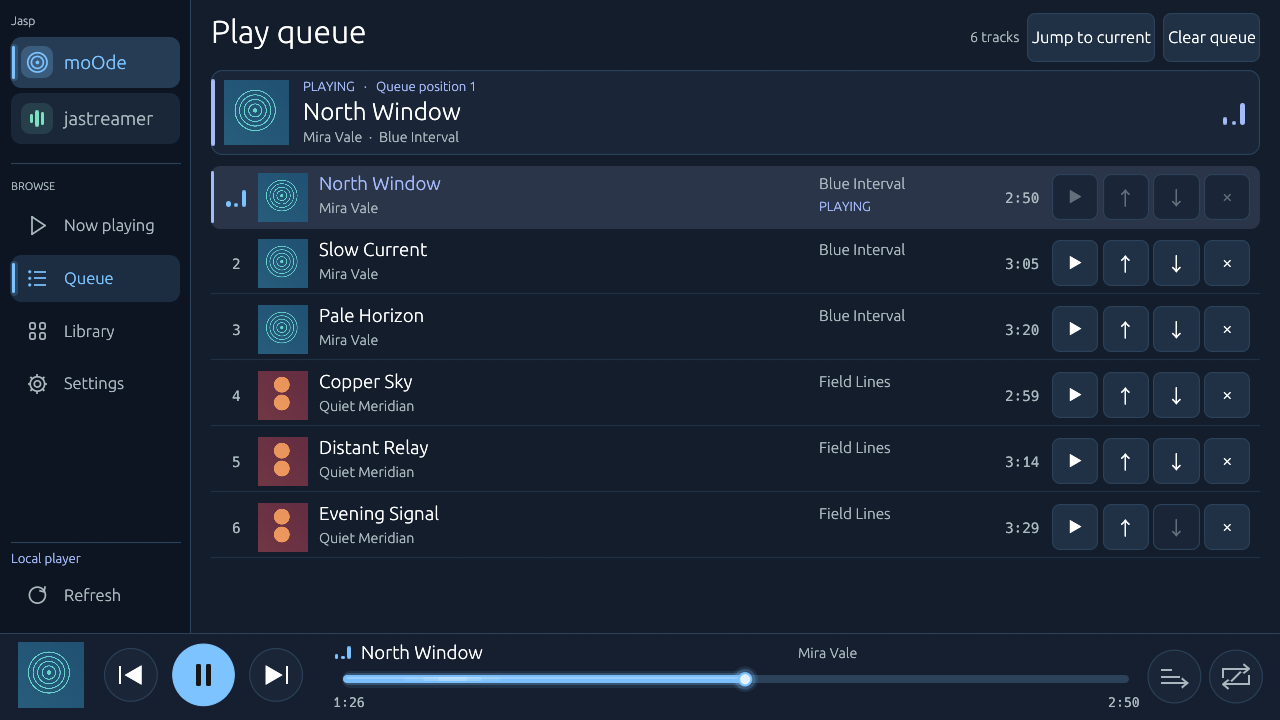 Jasp
moOde
jastreamer
BROWSE
Now playing
Queue
Library
Settings
Local player
Refresh
Play queue
6 tracks
Jump to current
Clear queue
PLAYING · Queue position 1
North Window
Mira Vale · Blue Interval
North Window
Mira Vale
Blue Interval
PLAYING
2:50
2
Slow Current
Mira Vale
Blue Interval
3:05
3
Pale Horizon
Mira Vale
Blue Interval
3:20
4
Copper Sky
Quiet Meridian
Field Lines
2:59
5
Distant Relay
Quiet Meridian
Field Lines
3:14
6
Evening Signal
Quiet Meridian
Field Lines
3:29
North Window
Mira Vale
1:26
2:50